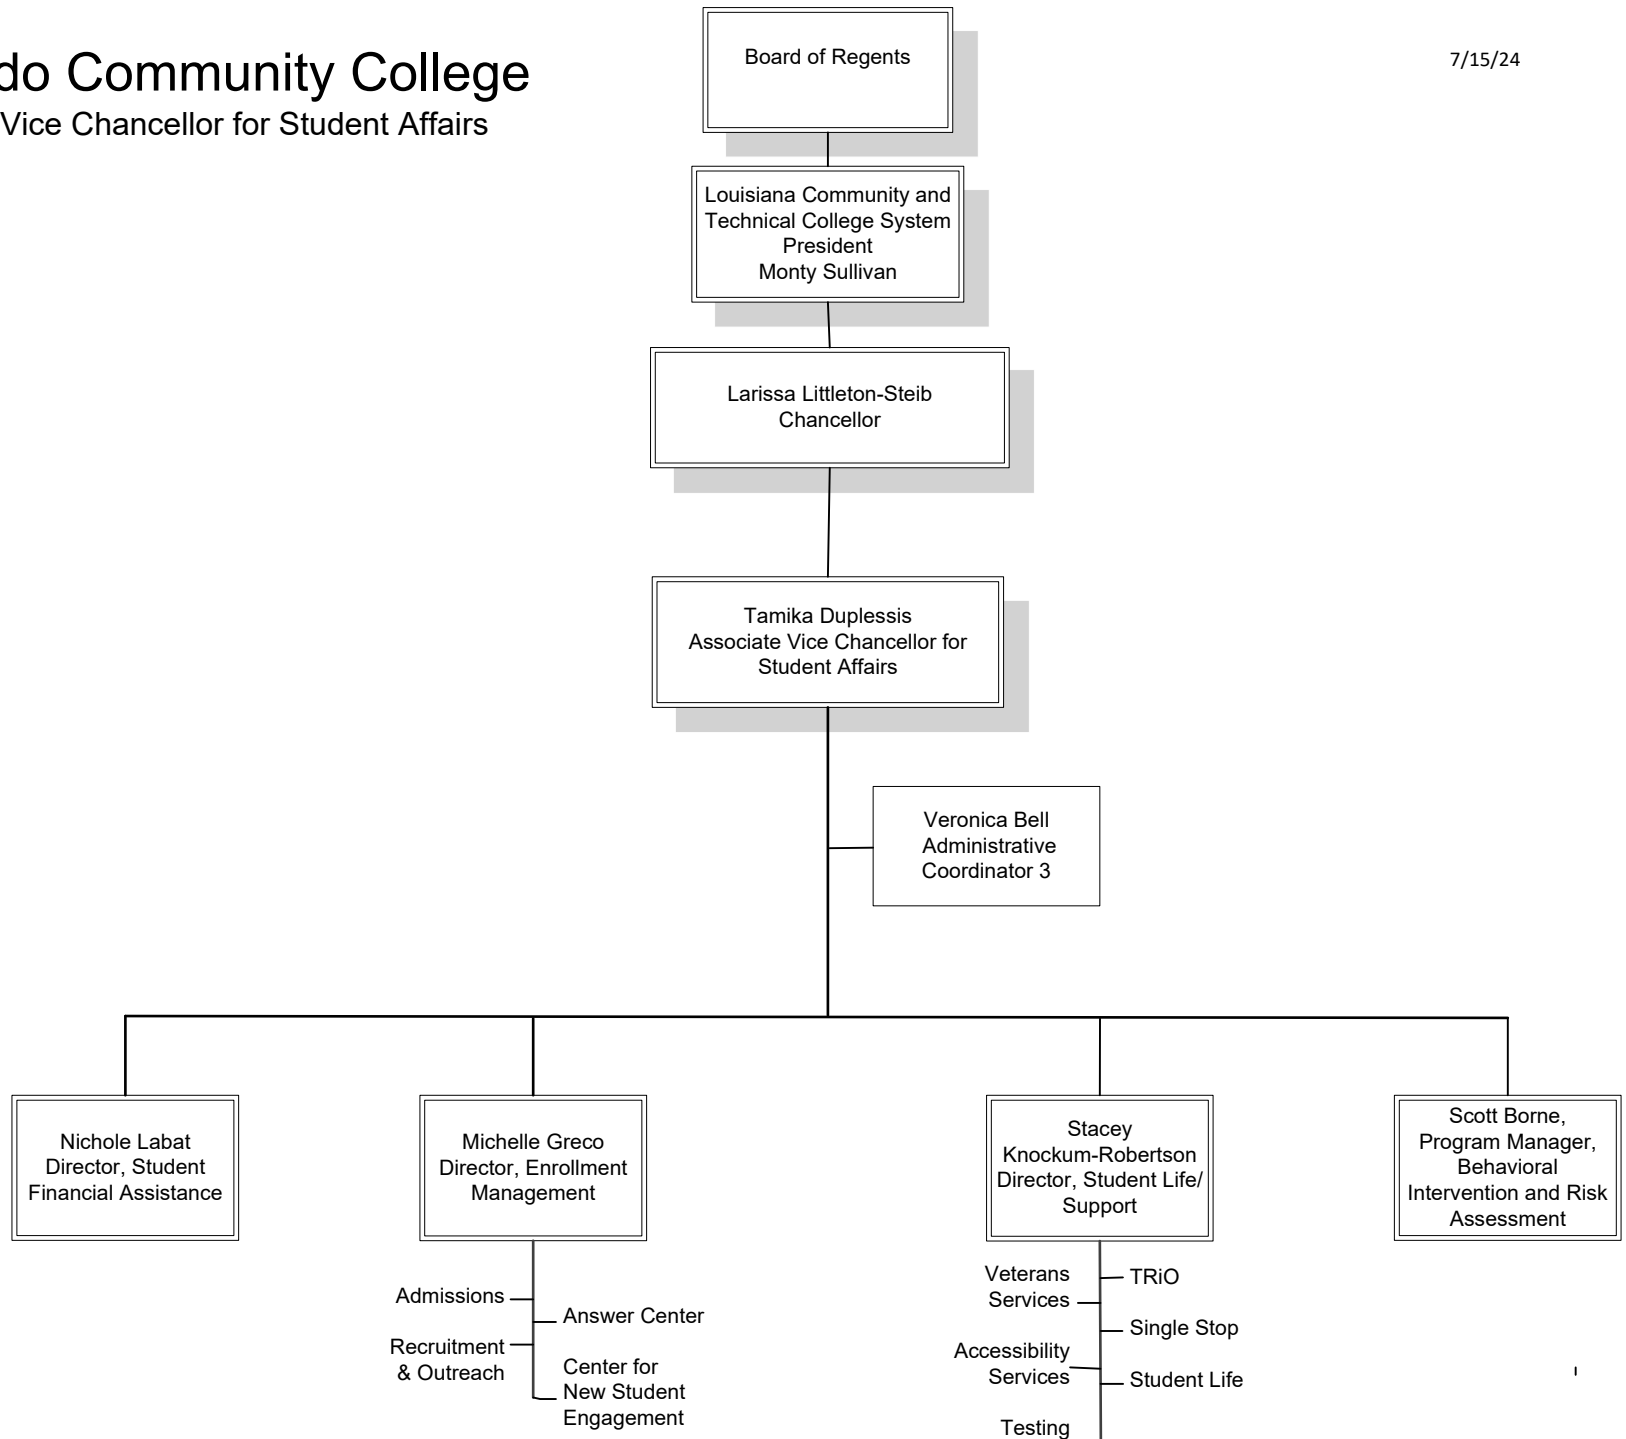 do Community College
Vice Chancellor for Student Affairs
7/15/24
Board of Regents
Louisiana Community and
Technical College System
President
Monty Sullivan
Larissa Littleton-Steib
Chancellor
Tamika Duplessis
Associate Vice Chancellor for
Student Affairs
Veronica Bell
Administrative
Coordinator 3
Nichole Labat
Director, Student
Financial Assistance
Michelle Greco
Director, Enrollment
Management
Stacey
Knockum-Robertson
Director, Student Life/
Support
Scott Borne,
Program Manager,
Behavioral
Intervention and Risk
Assessment
Admissions
Answer Center
Recruitment
& Outreach
Center for
New Student
Engagement
Veterans
Services
TRiO
Single Stop
Accessibility
Services
Student Life
Testing